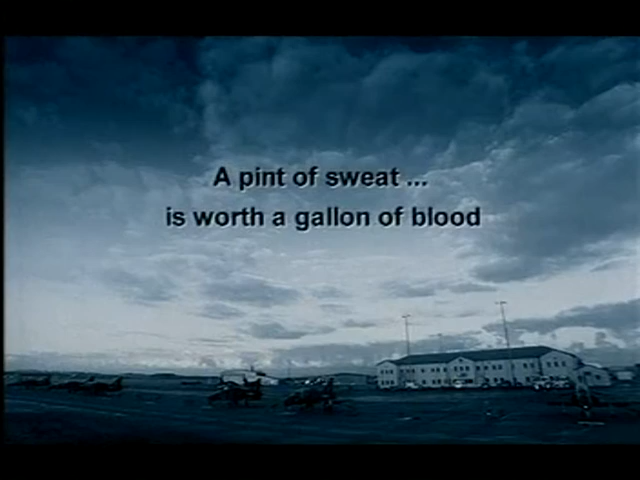 A pint of sweat ...
is worth a gallon of blood